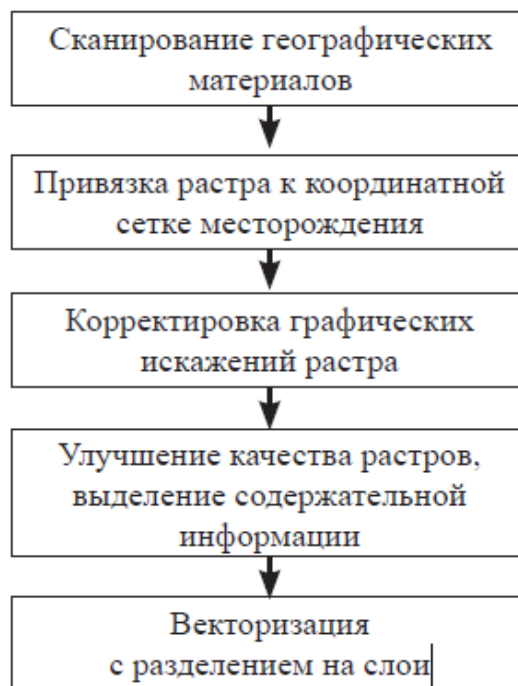 Сканирование географических
материалов
Привязка растра к координатной
сетке месторождения
Корректировка графических
искажений растра
Улучшение качества растров,
выделение содержательной
информации
Векторизация
с разделением на слои